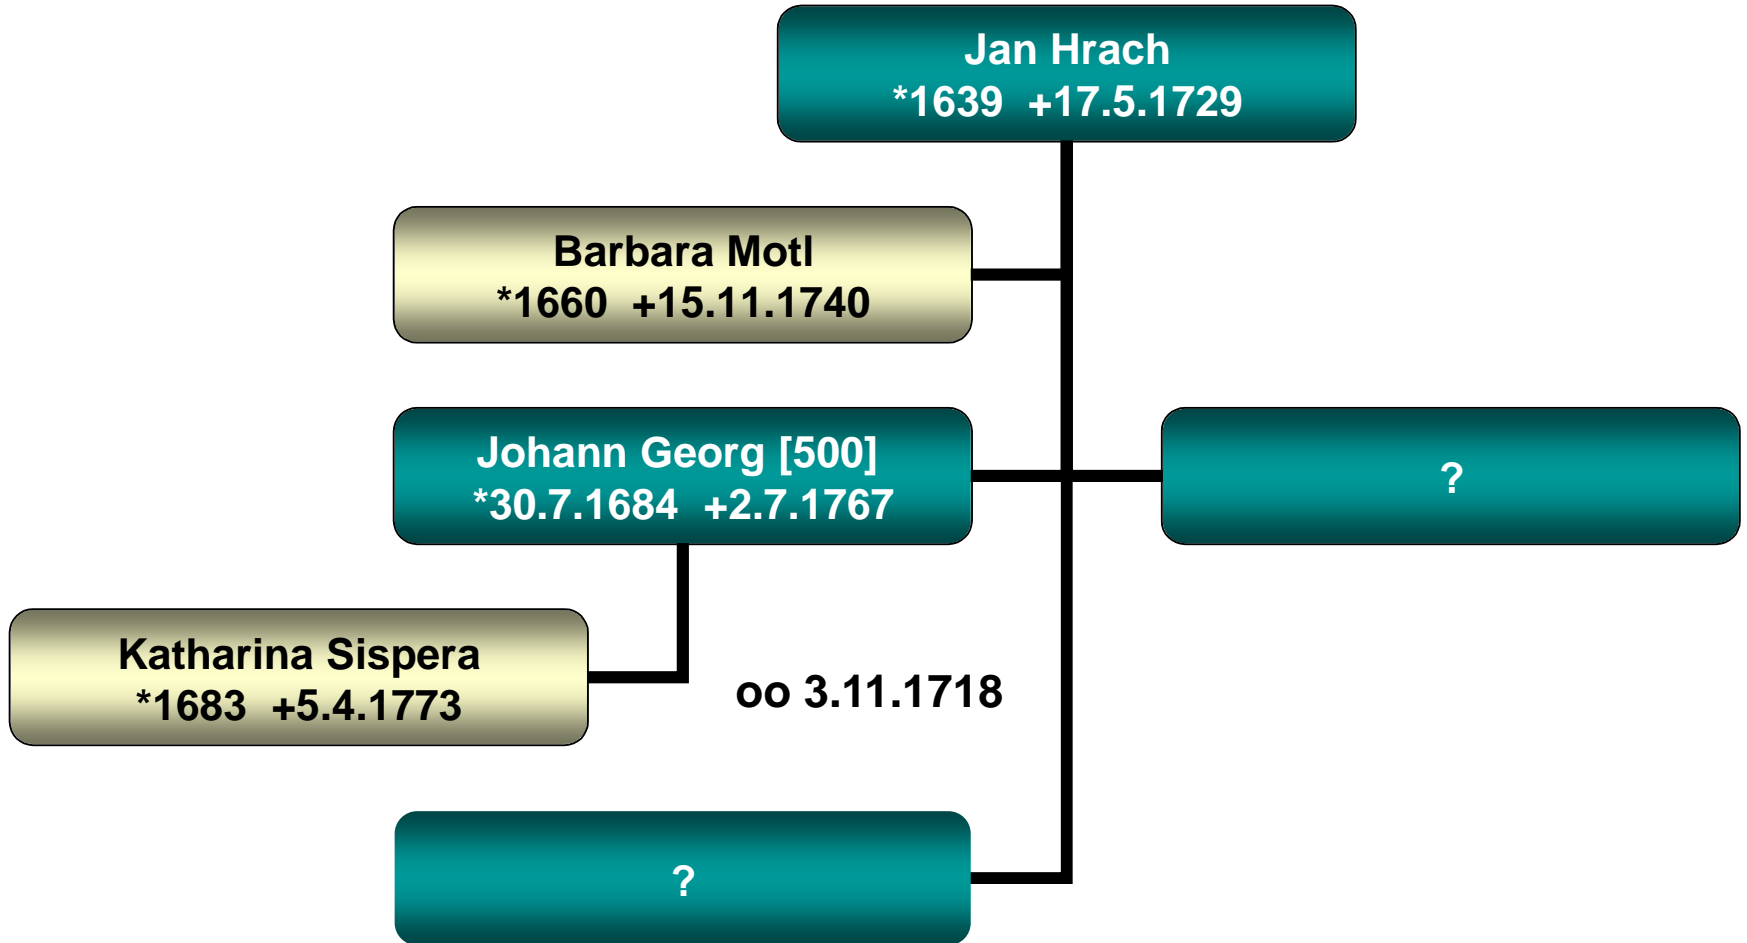 Jan Hrach
*1639 +17.5.1729
Barbara Motl
*1660 +15.11.1740
Johann Georg [500]
*30.7.1684 +2.7.1767
?
Katharina Sispera
*1683 +5.4.1773
oo 3.11.1718
?